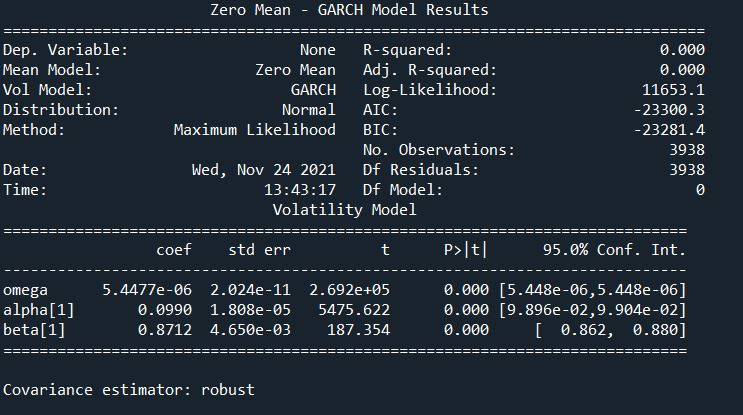 Zero Mean - GARCH Model Results
==============================================================================
Dep. Variable: None R-squared: 0.000
Mean Model: Zero Mean Adj. R-squared: 0.000
Vol Model: GARCH Log-Likelihood: 11653.1
Distribution: Normal AIC: -23300.3
Method: Maximum Likelihood BIC: -23281.4
No. Observations: 3938
Date: Wed, Nov 24 2021 Df Residuals: 3938
Time: 13:43:17 Df Model: 0
Volatility Model
============================================================================
coef std err t P>|t| 95.0% Conf. Int.
----------------------------------------------------------------------------
omega 5.4477e-06 2.024e-11 2.692e+05 0.000 [5.448e-06,5.448e-06]
alpha[1] 0.0990 1.808e-05 5475.622 0.000 [9.896e-02,9.904e-02]
beta[1] 0.8712 4.650e-03 187.354 0.000 [ 0.862, 0.880]
============================================================================
Covariance estimator: robust